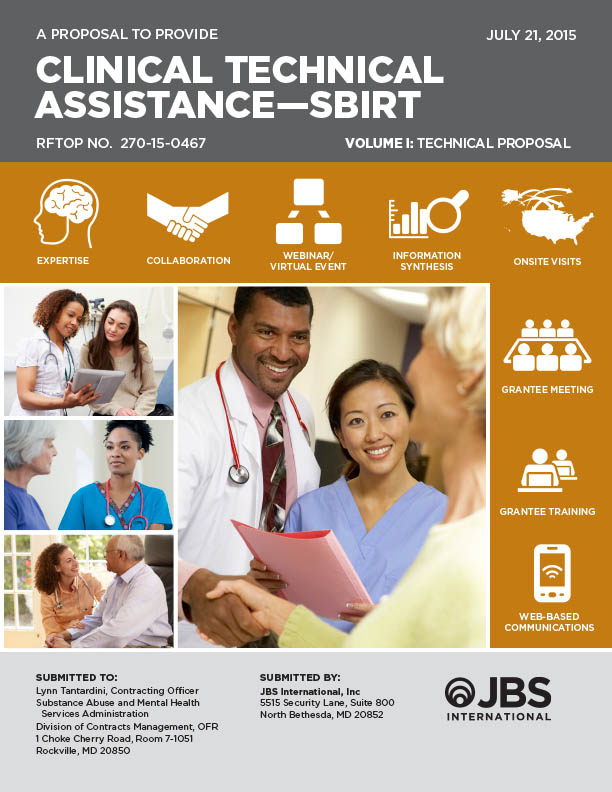 A PROPOSAL TO PROVIDE
JULY 21, 2015
CLINICAL TECHNICAL
ASSISTANCE—SBIRT
RFTOP NO. 270-15-0467
VOLUME I: TECHNICAL PROPOSAL
EXPERTISE
COLLABORATION
WEBINAR/
VIRTUAL EVENT
INFORMATION
SYNTHESIS
ONSITE VISITS
GRANTEE MEETING
GRANTEE TRAINING
WEB-BASED
COMMUNICATIONS
SUBMITTED TO:
Lynn Tantardini, Contracting Officer
Substance Abuse and Mental Health
Services Administration
Division of Contracts Management, OFR
1 Choke Cherry Road, Room 7-1051
Rockville, MD 20850
SUBMITTED BY:
JBS International, Inc
5515 Security Lane, Suite 800
North Bethesda, MD 20852
JBS
INTERNATIONAL